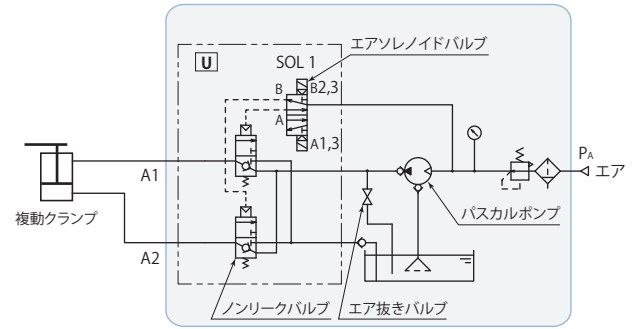 エアソレノイドバルブ
U
SOL 1
B
B2,3
A
A1,3
PA
エア
A1
パスカルポンプ
複動クランプ
A2
ノンリークバルブ
エア抜きバルブ